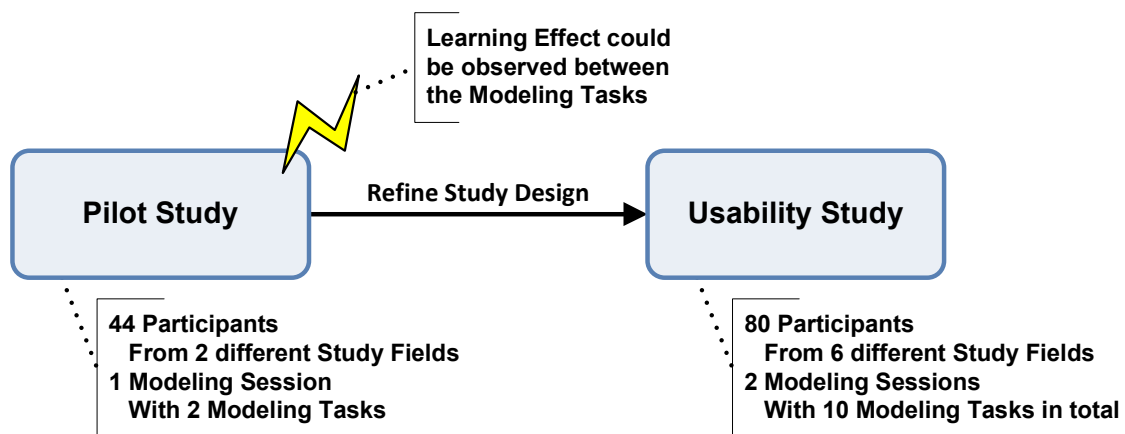 Learning Effect could
be observed between
the Modeling Tasks
Pilot Study
Refine Study Design
Usability Study
44 Participants
From 2 different Study Fields
1 Modeling Session
With 2 Modeling Tasks
80 Participants
From 6 different Study Fields
2 Modeling Sessions
With 10 Modeling Tasks in total